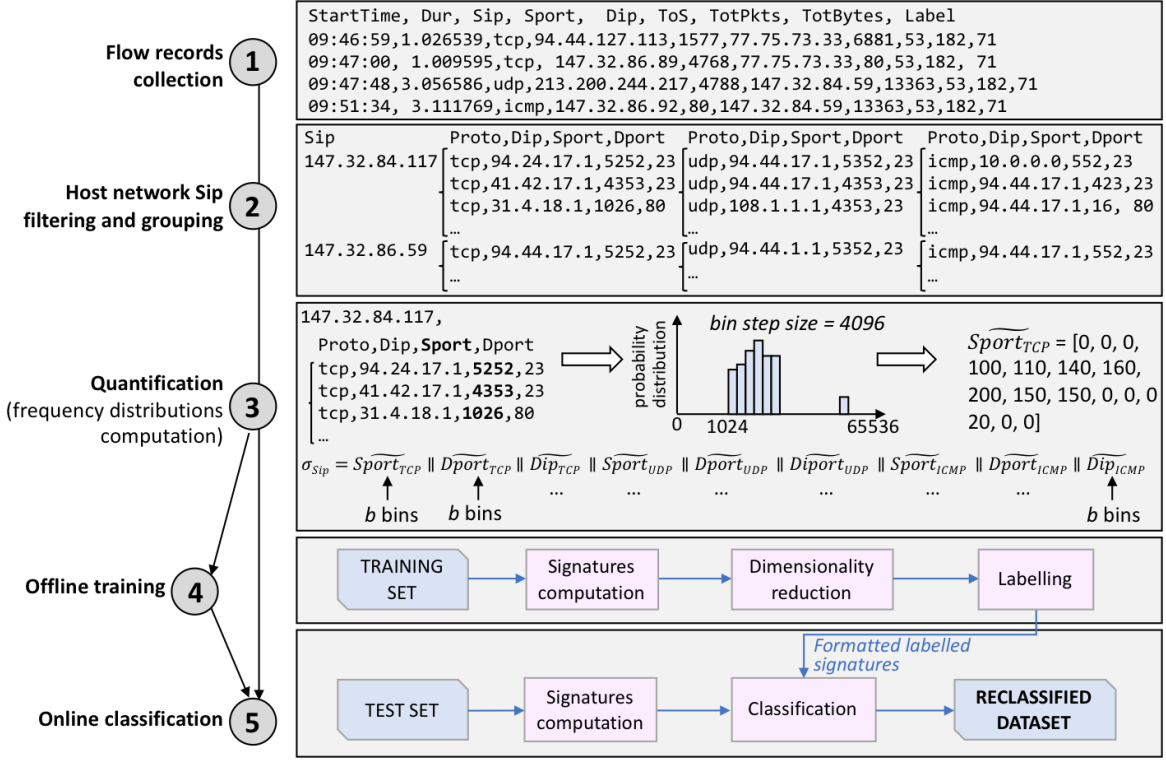 Flow records
collection
1
StartTime, Dur, Sip, Sport,  Dip, ToS, TotPkts, TotBytes, Label
09:46:59,1.026539,tcp,94.44.127.113,1577,77.75.73.33,6881,53,182,71
09:47:00, 1.009595,tcp, 147.32.86.89,4768,77.75.73.33,80,53,182, 71
09:47:48,3.056586,udp,213.200.244.217,4788,147.32.84.59,13363,53,182,71
09:51:34, 3.111769,icmp,147.32.86.92,80,147.32.84.59,13363,53,182,71
Host network Sip
filtering and grouping
2
Sip Proto,Dip,Sport,Dport Proto,Dip,Sport,Dport Proto,Dip,Sport,Dport
147.32.84.117 tcp,94.24.17.1,5252,23 udp,94.44.17.1,5352,23 icmp,10.0.0.0,552,23
tcp,41.42.17.1,4353,23 udp,94.44.17.1,4353,23 icmp,94.44.17.1,423,23
tcp,31.4.18.1,1026,80 udp,108.1.1.1,4353,23 icmp,94.44.17.1,16, 80
… … …
147.32.86.59 tcp,94.44.17.1,5252,23 udp,94.44.1.1,5352,23 icmp,94.44.17.1,552,23
… … …
Quantification
(frequency distributions
computation)
3
147.32.84.117,
Proto,Dip,Sport,Dport
tcp,94.24.17.1,5252,23
tcp,41.42.17.1,4353,23
tcp,31.4.18.1,1026,80
…
probability
distribution
bin step size = 4096
0 1024 65536
S͠port_TCP = [0, 0, 0,
100, 110, 140, 160,
200, 150, 150, 0, 0, 0
20, 0, 0]
σ_Sip = S͠port_TCP ∥ D͠port_TCP ∥ D͠ip_TCP ∥ S͠port_UDP ∥ D͠port_UDP ∥ D͠iport_UDP ∥ S͠port_ICMP ∥ D͠port_ICMP ∥ D͠ip_ICMP
… … … … … …
b bins b bins b bins
Offline training
4
TRAINING
SET
Signatures
computation
Dimensionality
reduction
Labelling
Formatted labelled
signatures
Online classification
5
TEST SET
Signatures
computation
Classification
RECLASSIFIED
DATASET